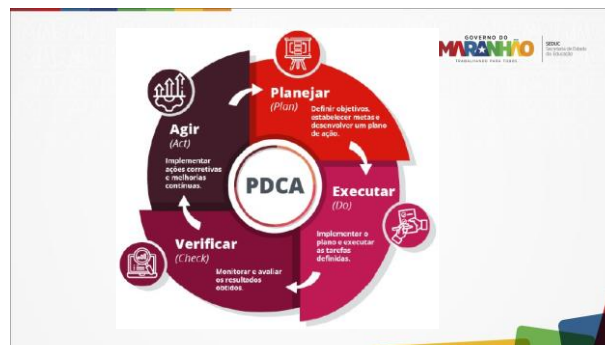 GOVERNO DO
MARANHÃO
TRABALHANDO PARA TODOS
SEDUC
Secretaria de Estado
da Educação
Planejar
(Plan)
Definir objetivos,
estabelecer metas e
desenvolver um plano
de ação.
Executar
(Do)
Implementar o
plano e executar
as tarefas
definidas.
Verificar
(Check)
Monitorar e avaliar
os resultados
obtidos.
Agir
(Act)
Implementar
ações corretivas
e melhorias
contínuas.
PDCA